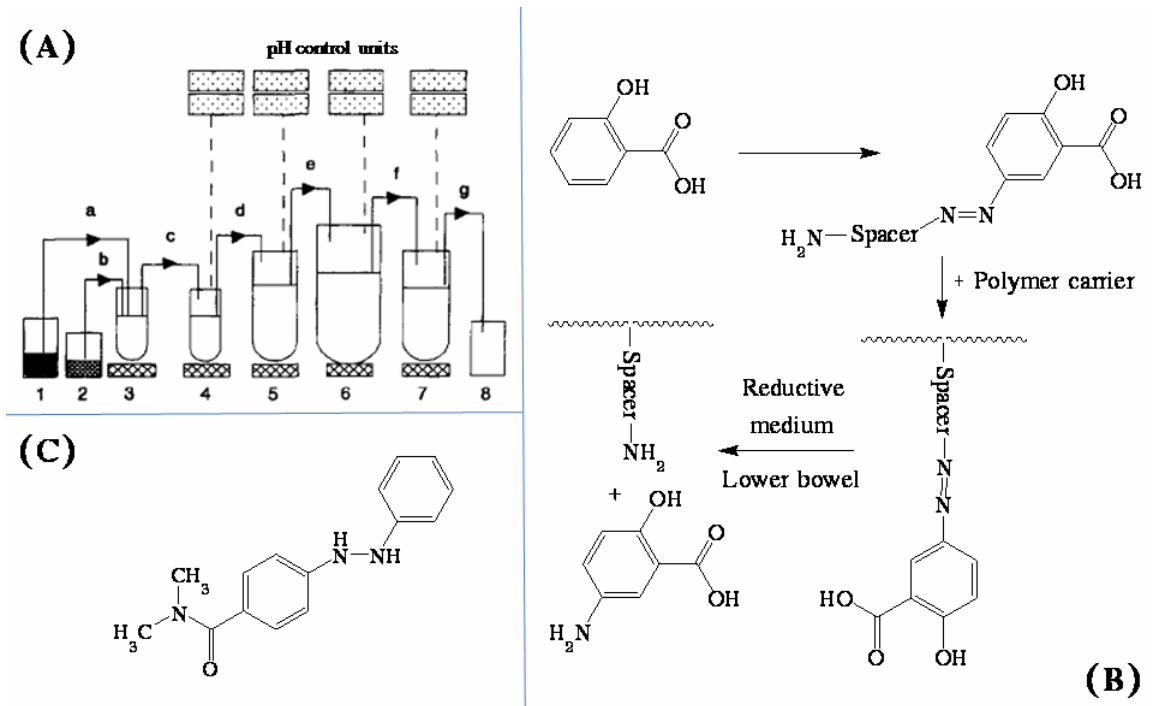 (A)
pH control units
a
b
c
d
e
f
g
1 2 3 4 5 6 7 8
(C)
H
N NH
CH3
N
H3C
O
OH
O
OH
OH
O
OH
N=N
H2N—Spacer
+ Polymer carrier
Spacer
NH2
+
OH
O
OH
H2N
Reductive
medium
Lower bowel
Spacer
N
N
HO
O
OH
(B)